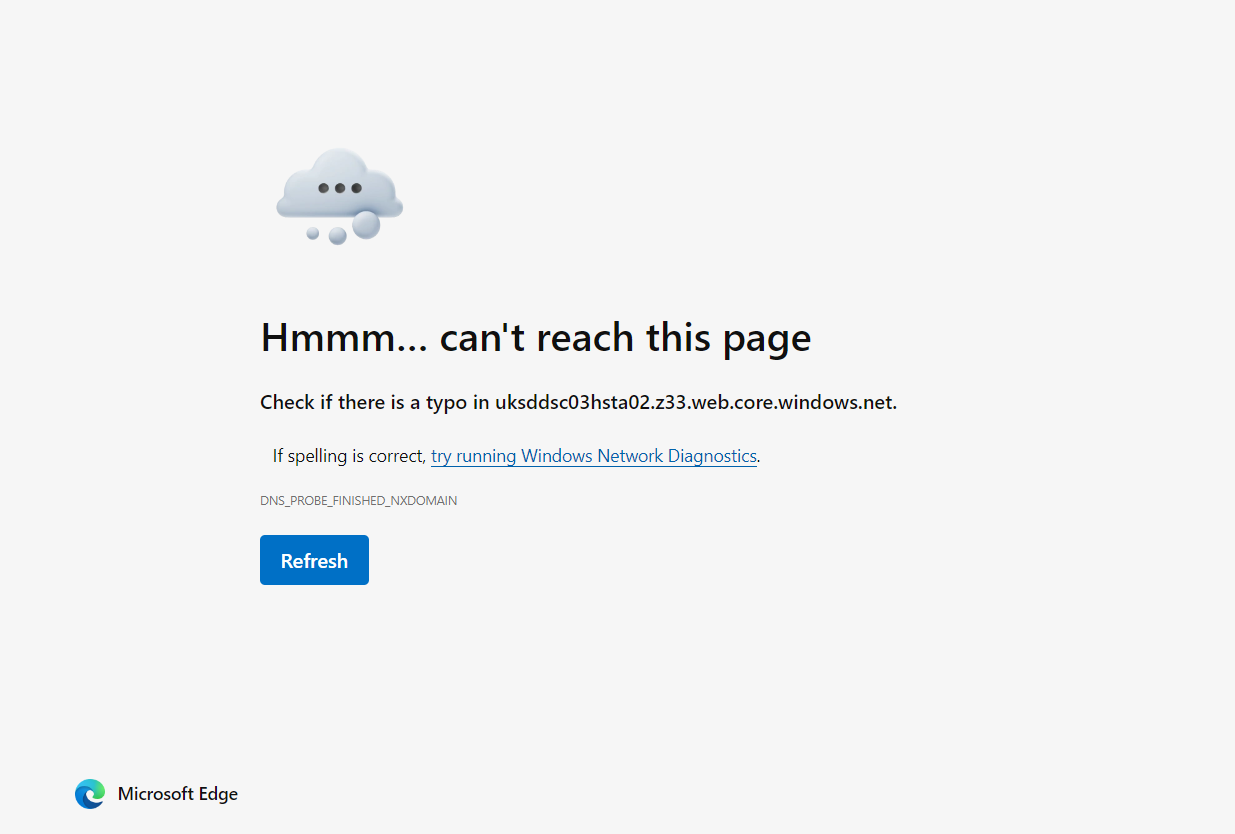 Hmmm... can't reach this page
Check if there is a typo in uksddsc03hsta02.z33.web.core.windows.net.
If spelling is correct, try running Windows Network Diagnostics.
DNS_PROBE_FINISHED_NXDOMAIN
Refresh
Microsoft Edge